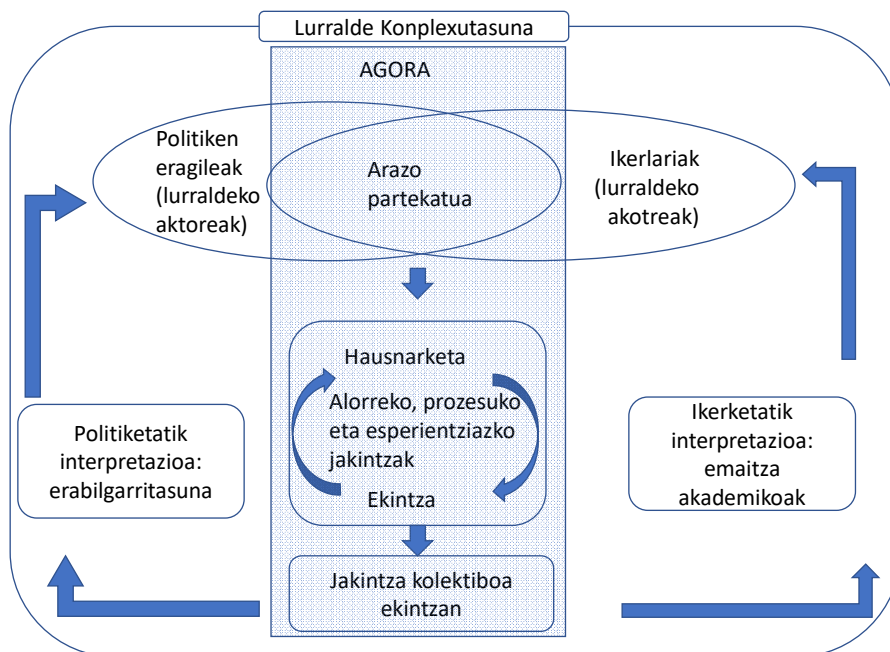 Lurralde Konplexutasuna
AGORA
Politiken
eragileak
(lurraldeko
aktoreak)
Arazo
partekatua
Ikerlariak
(lurraldeko
akotreak)
Hausnarketa
Alorreko, prozesuko
eta esperientziazko
jakintzak
Ekintza
Politiketatik
interpretazioa:
erabilgarritasuna
Ikerketatik
interpretazioa:
emaitza
akademikoak
Jakintza kolektiboa
ekintzan